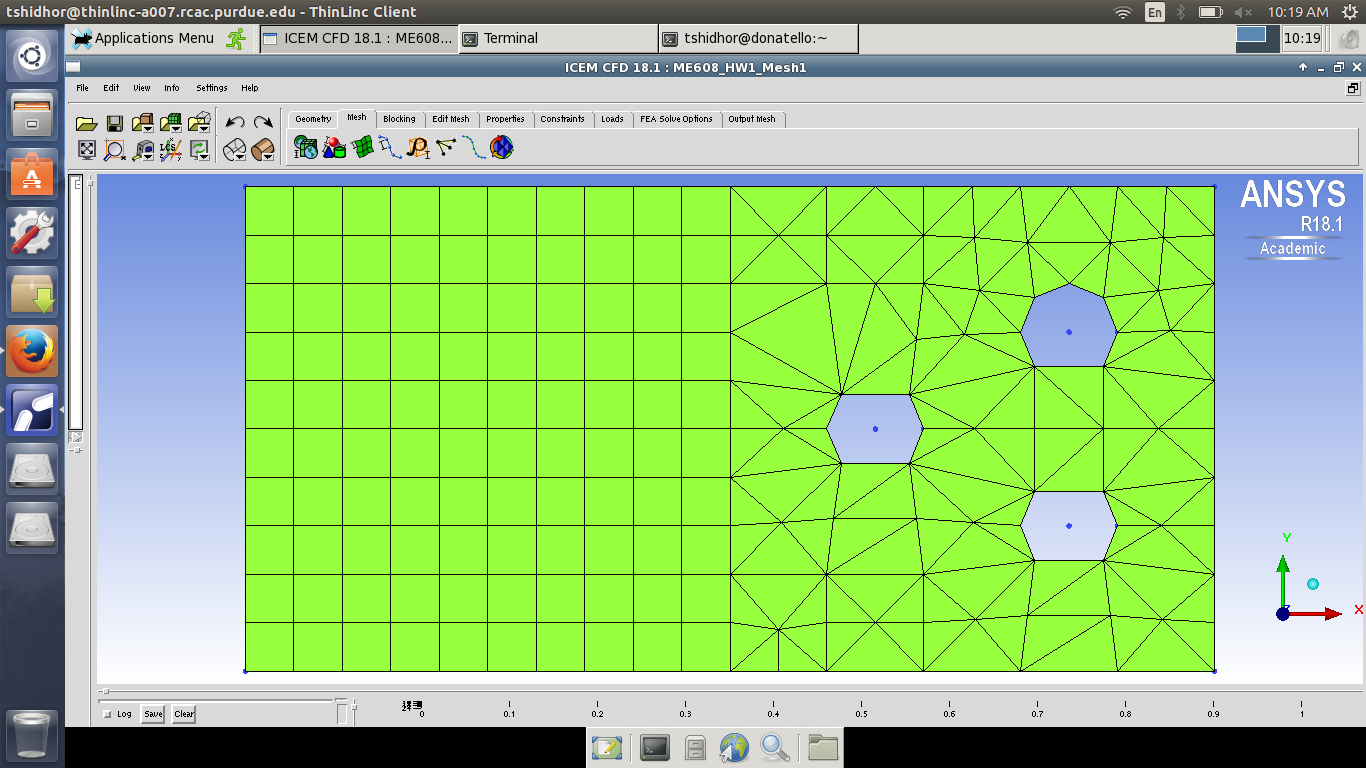 tshidhor@thinlinc-a007.rcac.purdue.edu - ThinLinc Client
En
10:19 AM
Applications Menu
ICEM CFD 18.1 : ME608...
Terminal
tshidhor@donatello:~
10:19
ICEM CFD 18.1 : ME608_HW1_Mesh1
File Edit View Info Settings Help
Geometry Mesh Blocking Edit Mesh Properties Constraints Loads FEA Solve Options Output Mesh
LCS
ANSYS
R18.1
Academic
Y
X
Log Save Clear
0.0 0.1 0.2 0.3 0.4 0.5 0.6 0.7 0.8 0.9 1